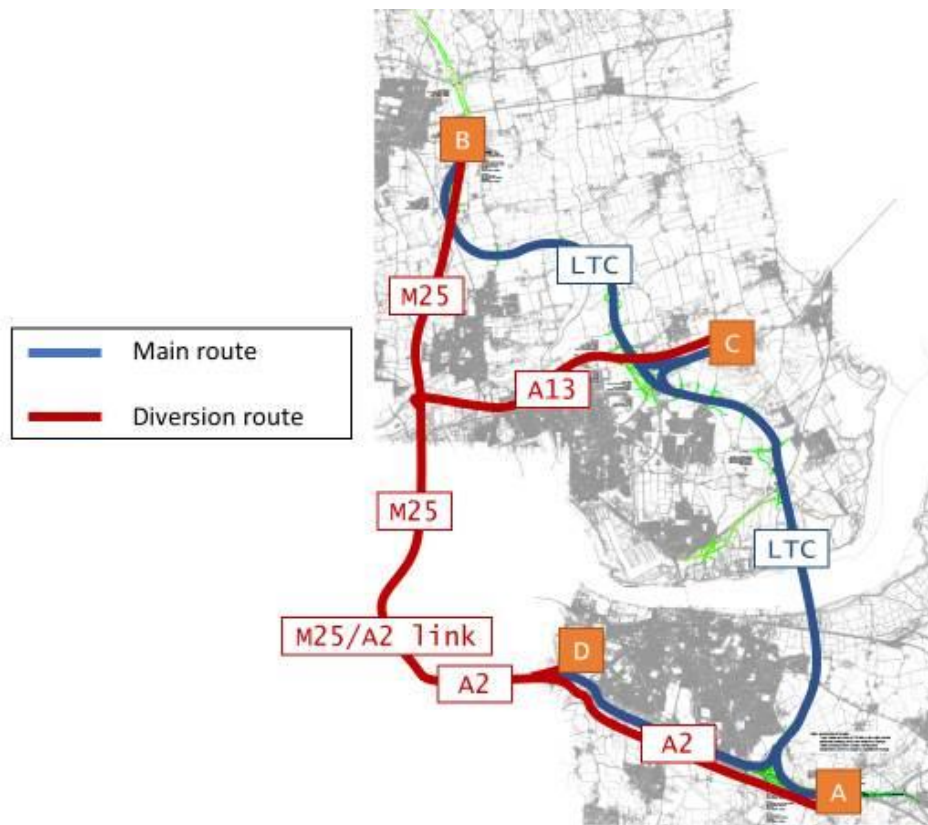 B
LTC
M25
C
Main route
A13
Diversion route
M25
LTC
M25/A2 link
D
A2
A2
A